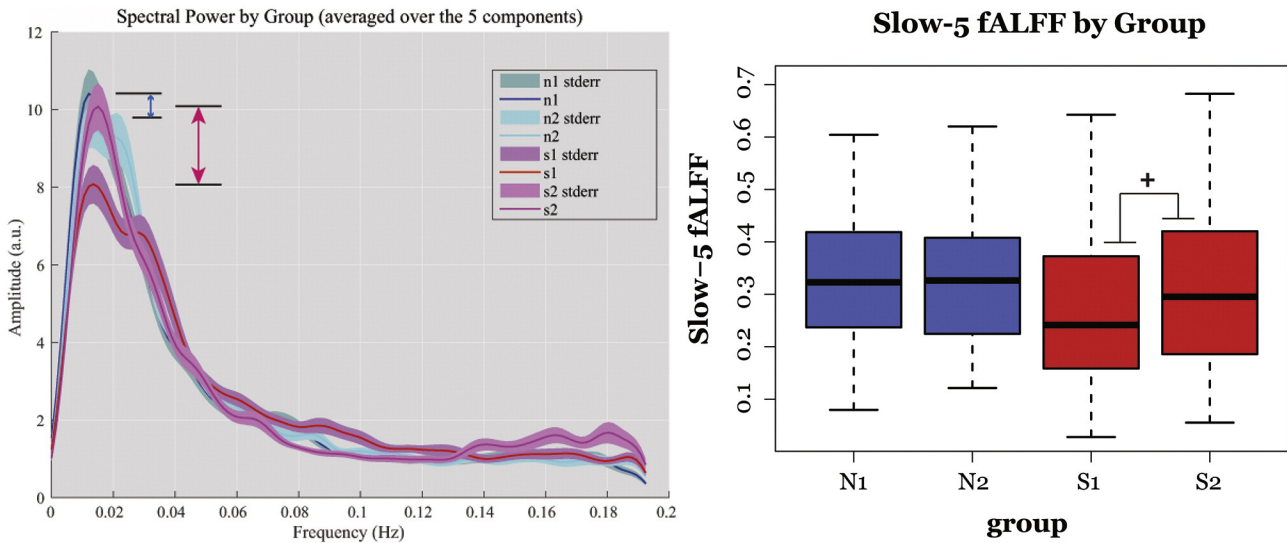 Spectral Power by Group (averaged over the 5 components)
12
10
8
6
4
2
0
Amplitude (a.u.)
n1 stderr
n1
n2 stderr
n2
s1 stderr
s1
s2 stderr
s2
0 0.02 0.04 0.06 0.08 0.1 0.12 0.14 0.16 0.18 0.2
Frequency (Hz)
Slow-5 fALFF by Group
Slow-5 fALFF
0.7
0.6
0.5
0.4
0.3
0.2
0.1
+
N1 N2 S1 S2
group